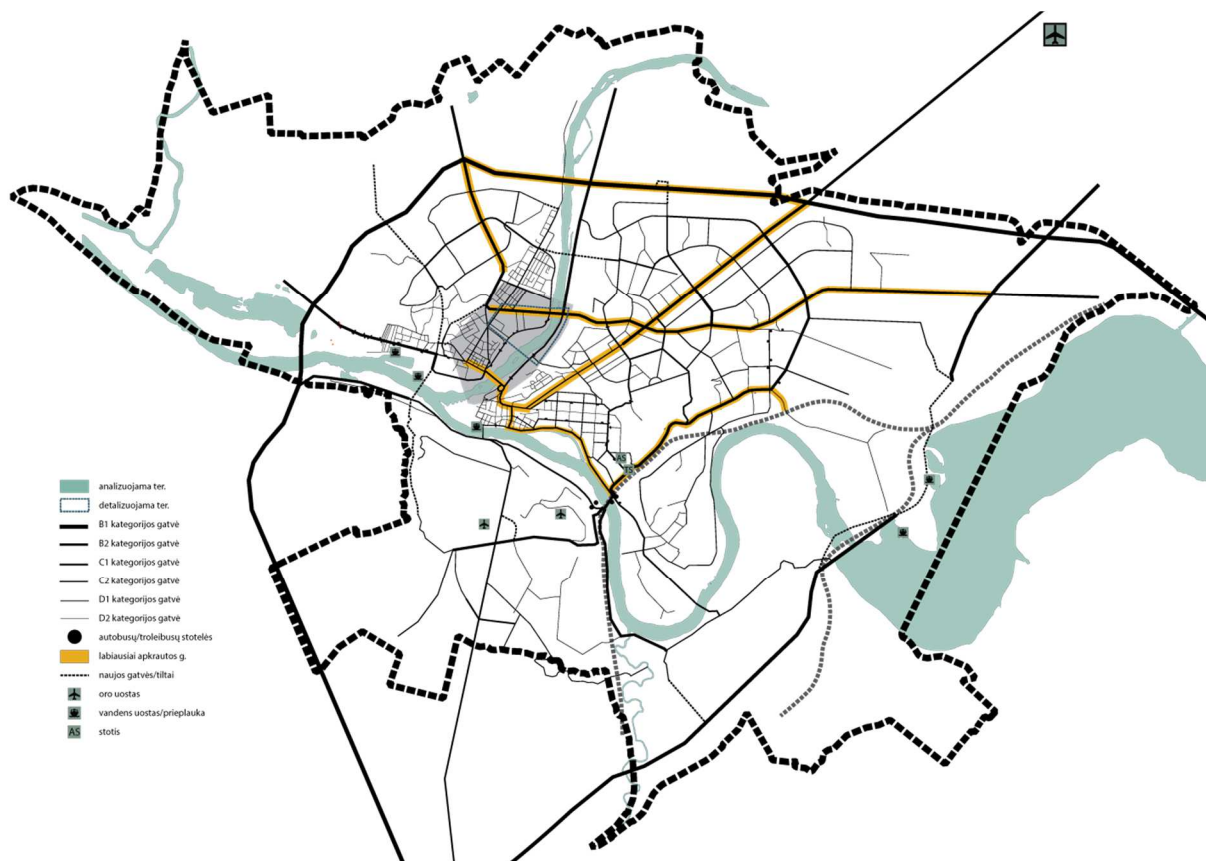 AS
TS
analizuojama ter.
detalizuojama ter.
B1 kategorijos gatvė
B2 kategorijos gatvė
C1 kategorijos gatvė
C2 kategorijos gatvė
D1 kategorijos gatvė
D2 kategorijos gatvė
autobusų/troleibusų stotelės
labiausiai apkrautos g.
naujos gatvės/tiltai
oro uostas
vandens uostas/prieplauka
AS stotis